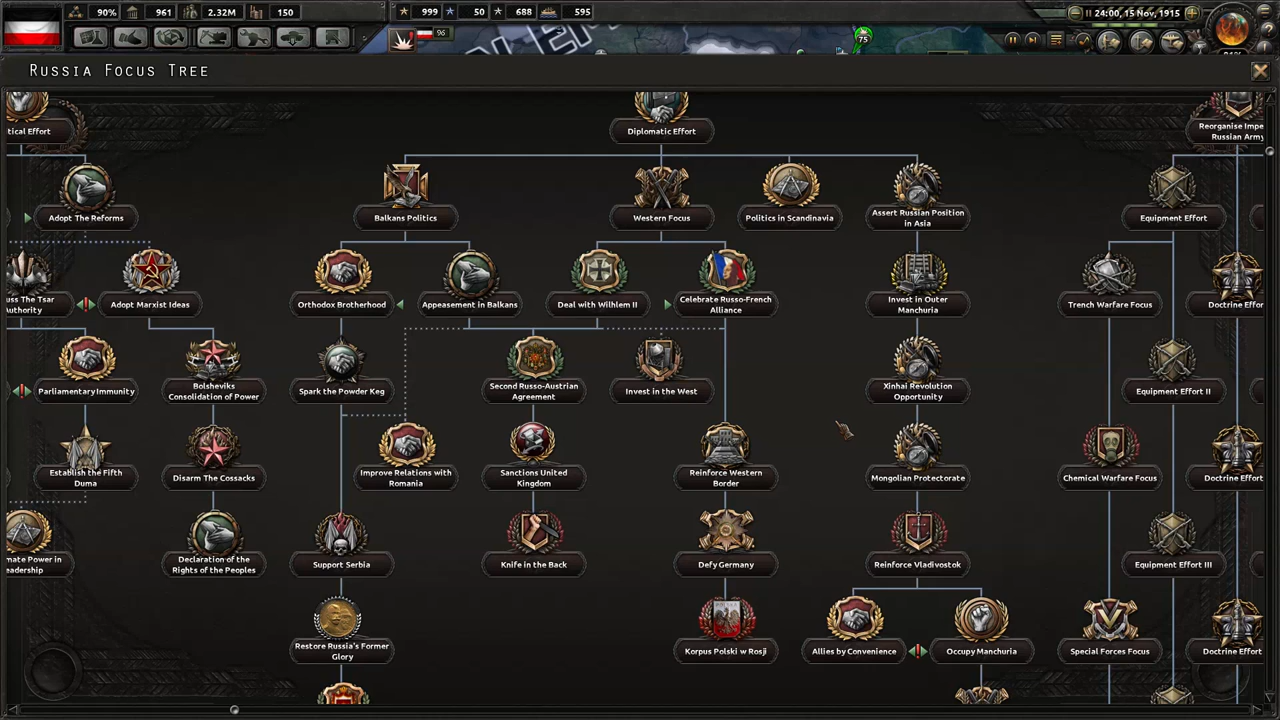 90%
961
2.32M
150
999
50
688
595
24:00, 15 Nov, 1915
96
75
Russia Focus Tree
tical Effort
Diplomatic Effort
Reorganise Impe
Russian Army
Adopt The Reforms
Balkans Politics
Western Focus
Politics in Scandinavia
Assert Russian Position
in Asia
Equipment Effort
uss The Tsar
Authority
Adopt Marxist Ideas
Orthodox Brotherhood
Appeasement in Balkans
Deal with Wihlem II
Celebrate Russo-French
Alliance
Invest in Outer
Manchuria
Trench Warfare Focus
Doctrine Effor
Parliamentary Immunity
Bolsheviks
Consolidation of Power
Spark the Powder Keg
Second Russo-Austrian
Agreement
Invest in the West
Xinhai Revolution
Opportunity
Equipment Effort II
Establish the Fifth
Duma
Disarm The Cossacks
Improve Relations with
Romania
Sanctions United
Kingdom
Reinforce Western
Border
Mongolian Protectorate
Chemical Warfare Focus
Doctrine Effort
mate Power in
eadership
Declaration of the
Rights of the Peoples
Support Serbia
Knife in the Back
Defy Germany
Reinforce Vladivostok
Equipment Effort III
Doctrine Effort
Restore Russia's Former
Glory
POLSKA
Korpus Polski w Rosji
Allies by Convenience
Occupy Manchuria
Special Forces Focus
Doctrine Effort